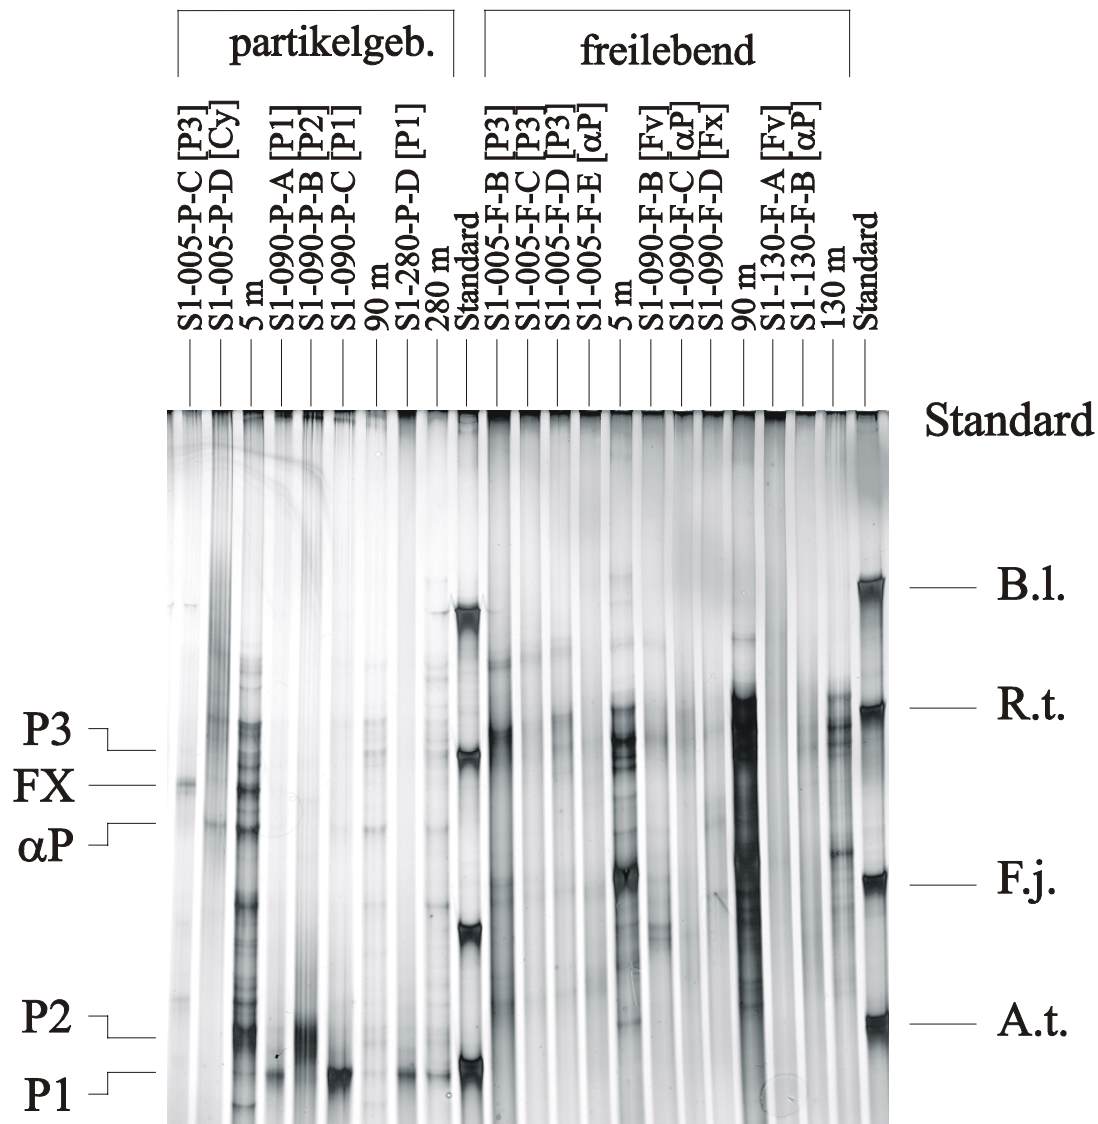 partikelgeb.
freilebend
S1-005-P-C [P3]
S1-005-P-D [Cy]
5 m
S1-090-P-A [P1]
S1-090-P-B [P2]
S1-090-P-C [P1]
90 m
S1-280-P-D [P1]
280 m
Standard
S1-005-F-B [P3]
S1-005-F-C [P3]
S1-005-F-D [P3]
S1-005-F-E [αP]
5 m
S1-090-F-B [Fv]
S1-090-F-C [αP]
S1-090-F-D [Fx]
90 m
S1-130-F-A [Fv]
S1-130-F-B [αP]
130 m
Standard
Standard
B.l.
R.t.
F.j.
A.t.
P3
FX
αP
P2
P1